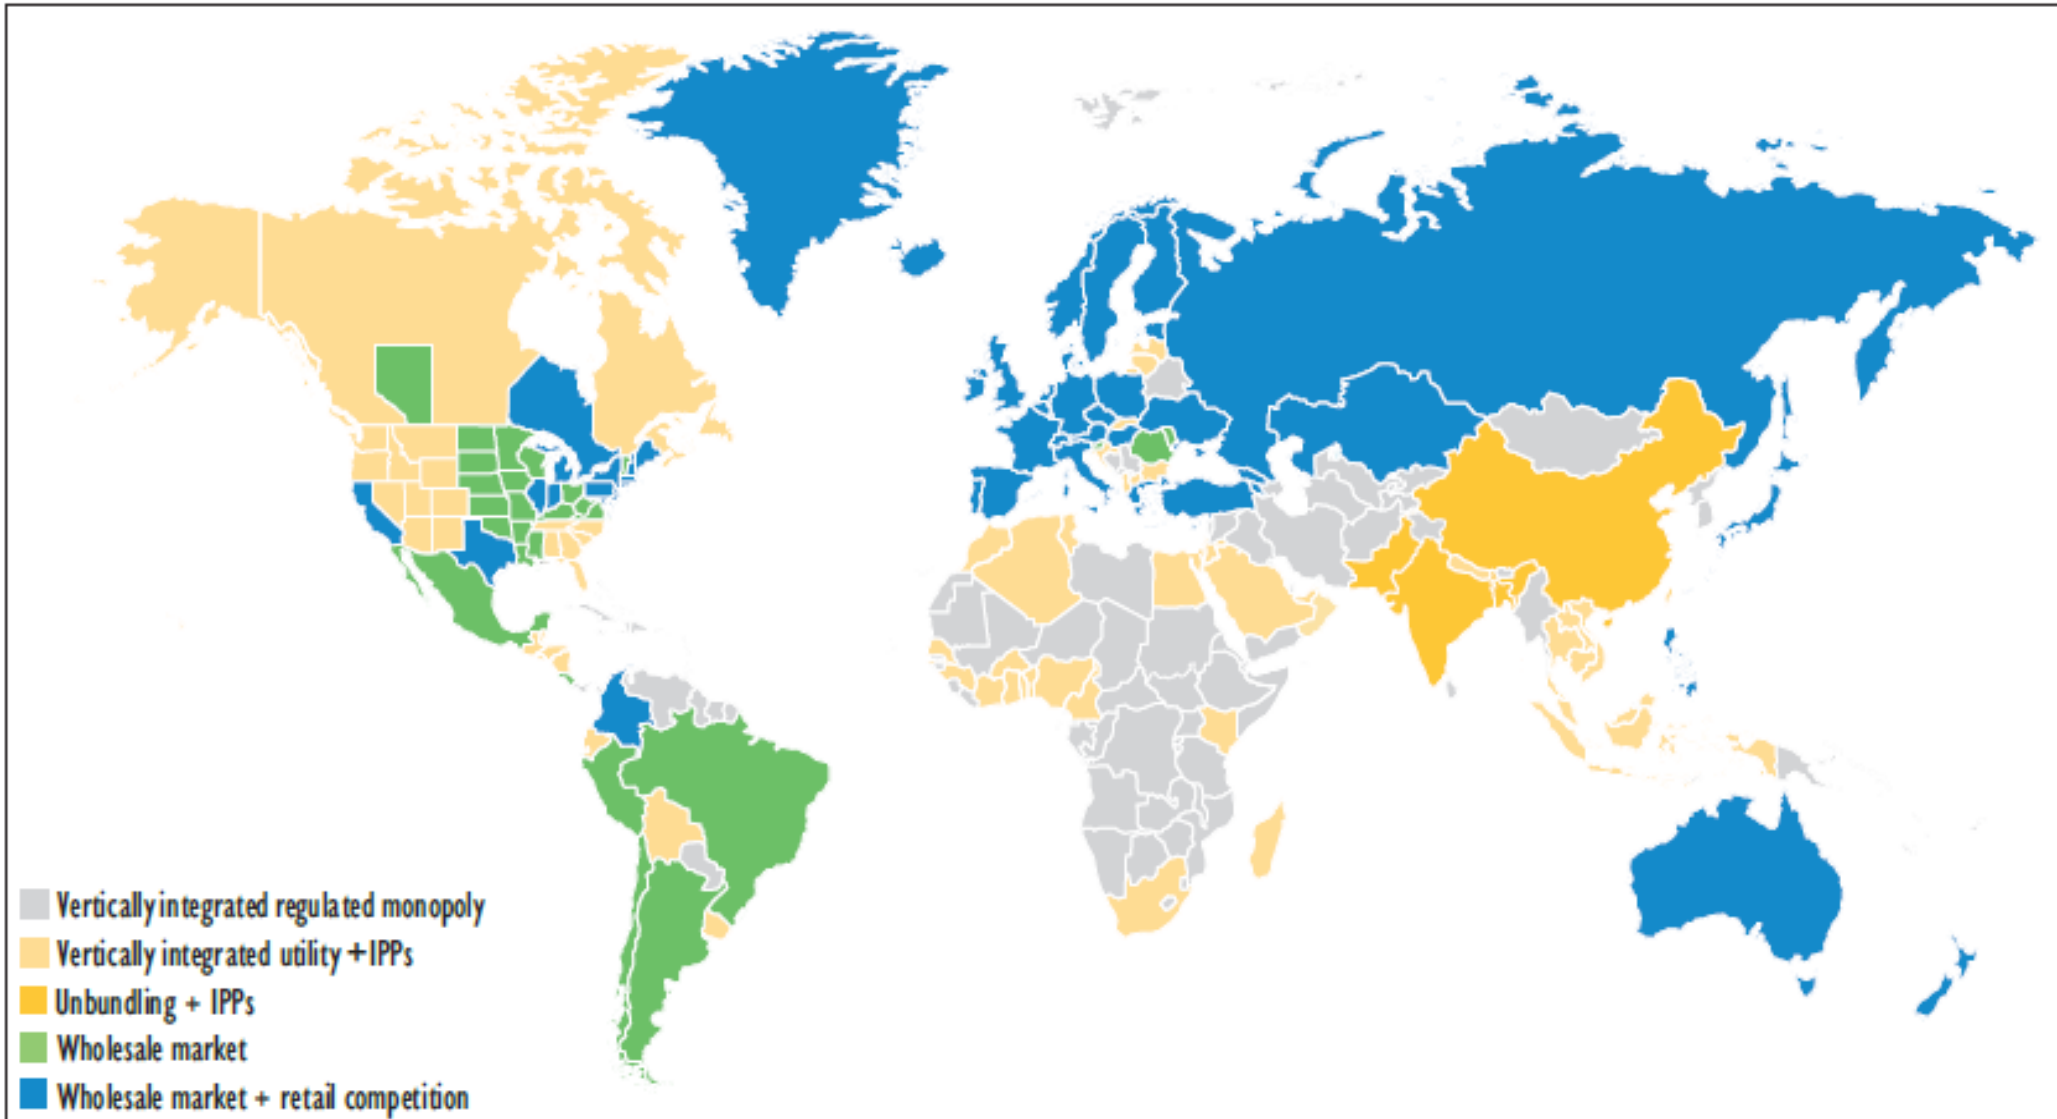 Vertically integrated regulated monopoly
Vertically integrated utility +IPPs
Unbundling + IPPs
Wholesale market
Wholesale market + retail competition